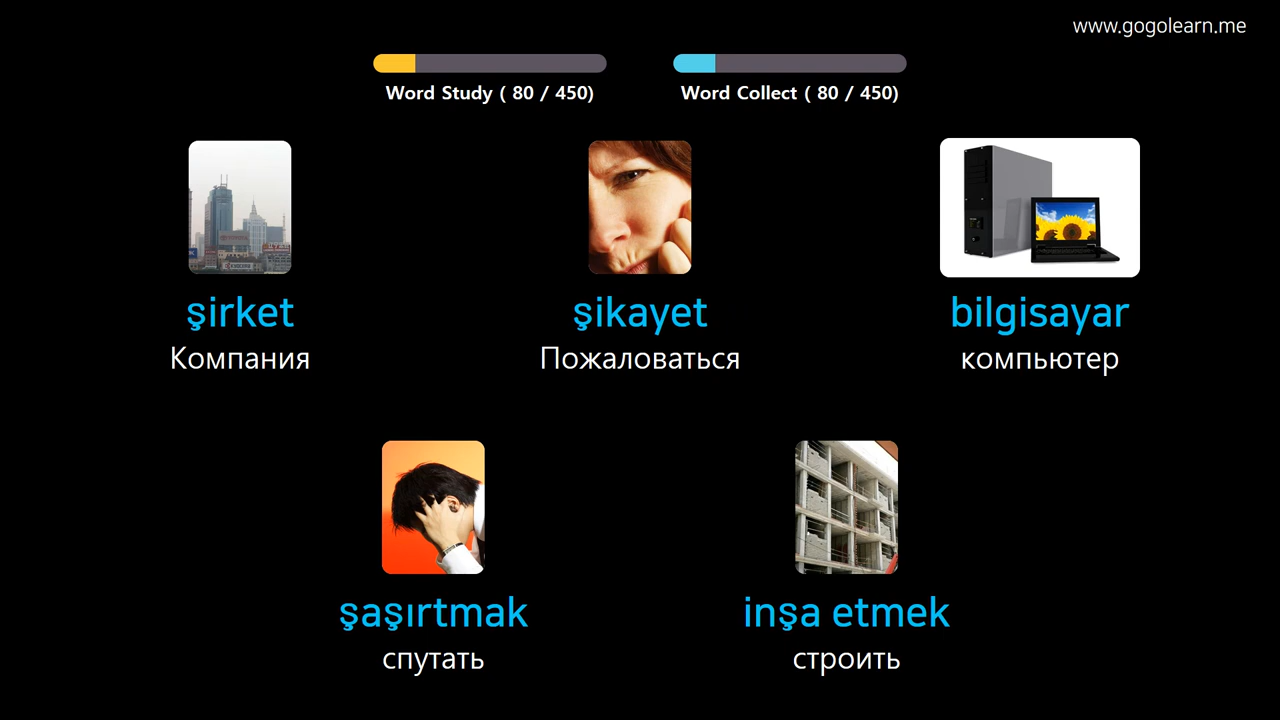 www.gogolearn.me
Word Study ( 80 / 450)
Word Collect ( 80 / 450)
şirket
Компания
şikayet
Пожаловаться
bilgisayar
компьютер
şaşırtmak
спутать
inşa etmek
строить